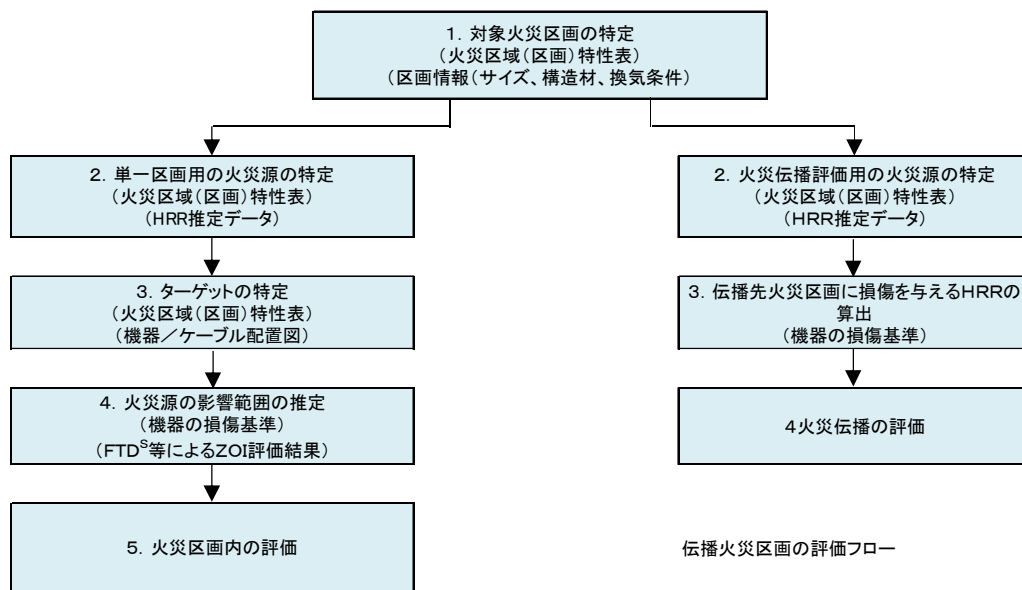 1. 対象火災区画の特定
(火災区域(区画)特性表)
(区画情報(サイズ、構造材、換気条件)
2. 単一区画用の火災源の特定
(火災区域(区画)特性表)
(HRR推定データ)
3. ターゲットの特定
(火災区域(区画)特性表)
(機器/ケーブル配置図)
4. 火災源の影響範囲の推定
(機器の損傷基準)
(FTDS等によるZOI評価結果)
5. 火災区画内の評価
2. 火災伝播評価用の火災源の特定
(火災区域(区画)特性表)
(HRR推定データ)
3. 伝播先火災区画に損傷を与えるHRRの
算出
(機器の損傷基準)
4火災伝播の評価
伝播火災区画の評価フロー